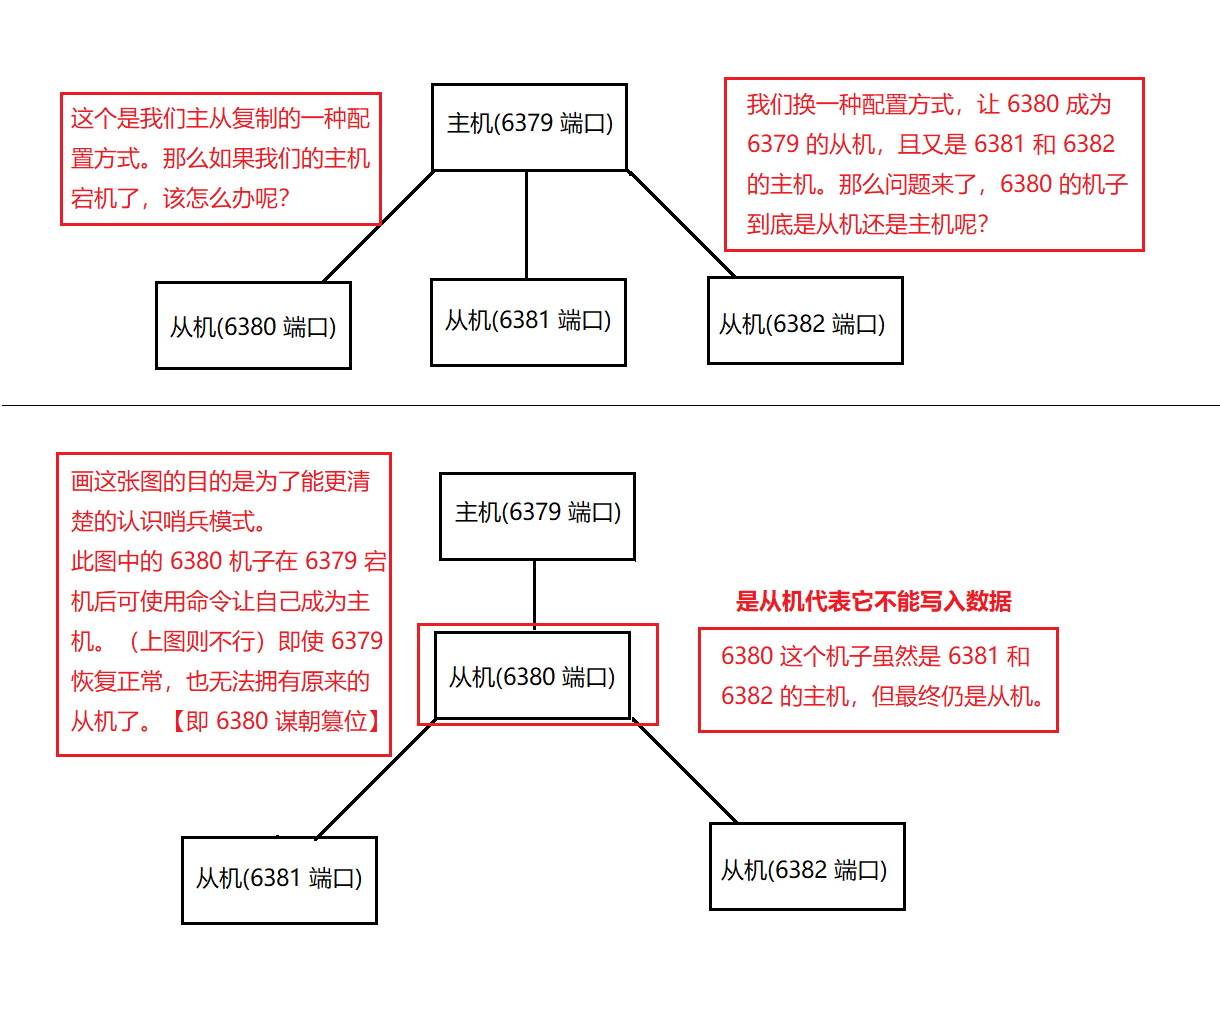 这个是我们主从复制的一种配
置方式。那么如果我们的主机
宕机了，该怎么办呢？
主机(6379 端口)
我们换一种配置方式，让 6380 成为
6379 的从机，且又是 6381 和 6382
的主机。那么问题来了，6380 的机子
到底是从机还是主机呢？
从机(6380 端口)
从机(6381 端口)
从机(6382 端口)
画这张图的目的是为了能更清
楚的认识哨兵模式。
此图中的 6380 机子在 6379 宕
机后可使用命令让自己成为主
机。（上图则不行）即使 6379
恢复正常，也无法拥有原来的
从机了。【即 6380 谋朝篡位】
主机(6379 端口)
从机(6380 端口)
是从机代表它不能写入数据
6380 这个机子虽然是 6381 和
6382 的主机，但最终仍是从机。
从机(6381 端口)
从机(6382 端口)